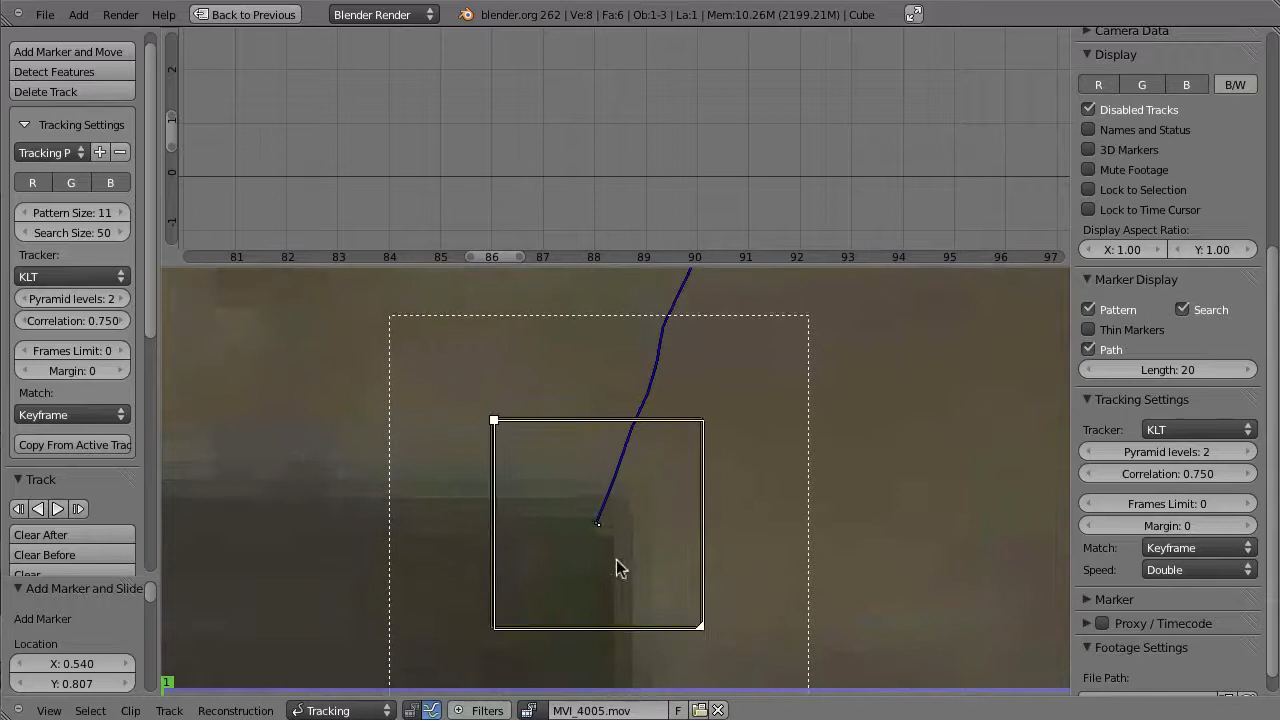 File Add Render Help Back to Previous Blender Render blender.org 262 | Ve:8 | Fa:6 | Ob:1-3 | La:1 | Mem:10.26M (2199.21M) | Cube
Add Marker and Move
Detect Features
Delete Track
Tracking Settings
Tracking P
R G B
Pattern Size: 11
Search Size: 50
Tracker:
KLT
Pyramid levels: 2
Correlation: 0.750
Frames Limit: 0
Margin: 0
Match:
Keyframe
Copy From Active Trac
Track
Clear After
Clear Before
Clear
Add Marker and Slide
Add Marker
Location
X: 0.540
Y: 0.807
2
1
0
-1
81 82 83 84 85 86 87 88 89 90 91 92 93 94 95 96 97
1
Camera Data
Display
R G B B/W
Disabled Tracks
Names and Status
3D Markers
Mute Footage
Lock to Selection
Lock to Time Cursor
Display Aspect Ratio:
X: 1.00 Y: 1.00
Marker Display
Pattern Search
Thin Markers
Path
Length: 20
Tracking Settings
Tracker: KLT
Pyramid levels: 2
Correlation: 0.750
Frames Limit: 0
Margin: 0
Match: Keyframe
Speed: Double
Marker
Proxy / Timecode
Footage Settings
File Path:
View Select Clip Track Reconstruction Tracking Filters MVI_4005.mov F